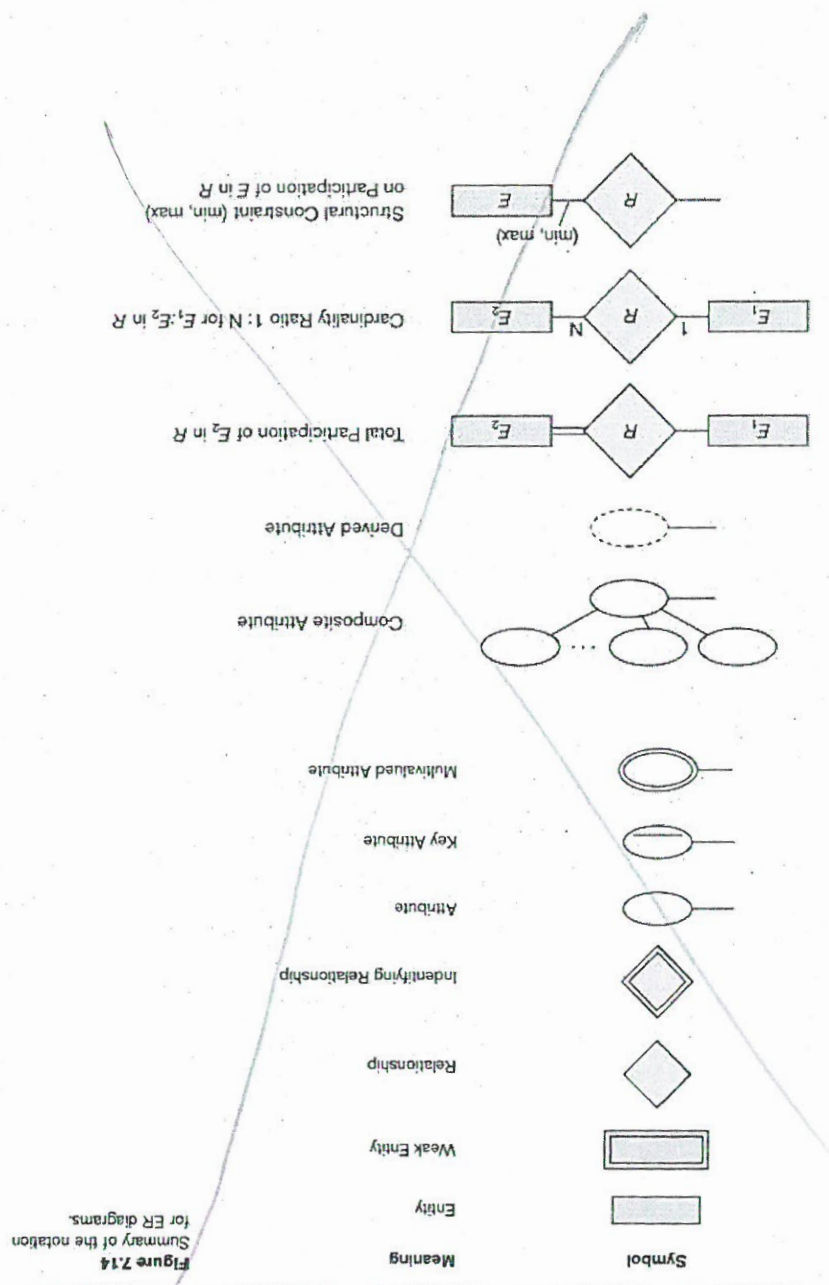 Figure 7.14
Summary of the notation
for ER diagrams.
Symbol Meaning
Entity
Weak Entity
Relationship
Indentifying Relationship
Attribute
Key Attribute
Multivalued Attribute
...
Composite Attribute
Derived Attribute
E₁ R E₂ Total Participation of E₂ in R
E₁ 1 R N E₂ Cardinality Ratio 1: N for E₁:E₂ in R
R (min, max) E Structural Constraint (min, max)
on Participation of E in R